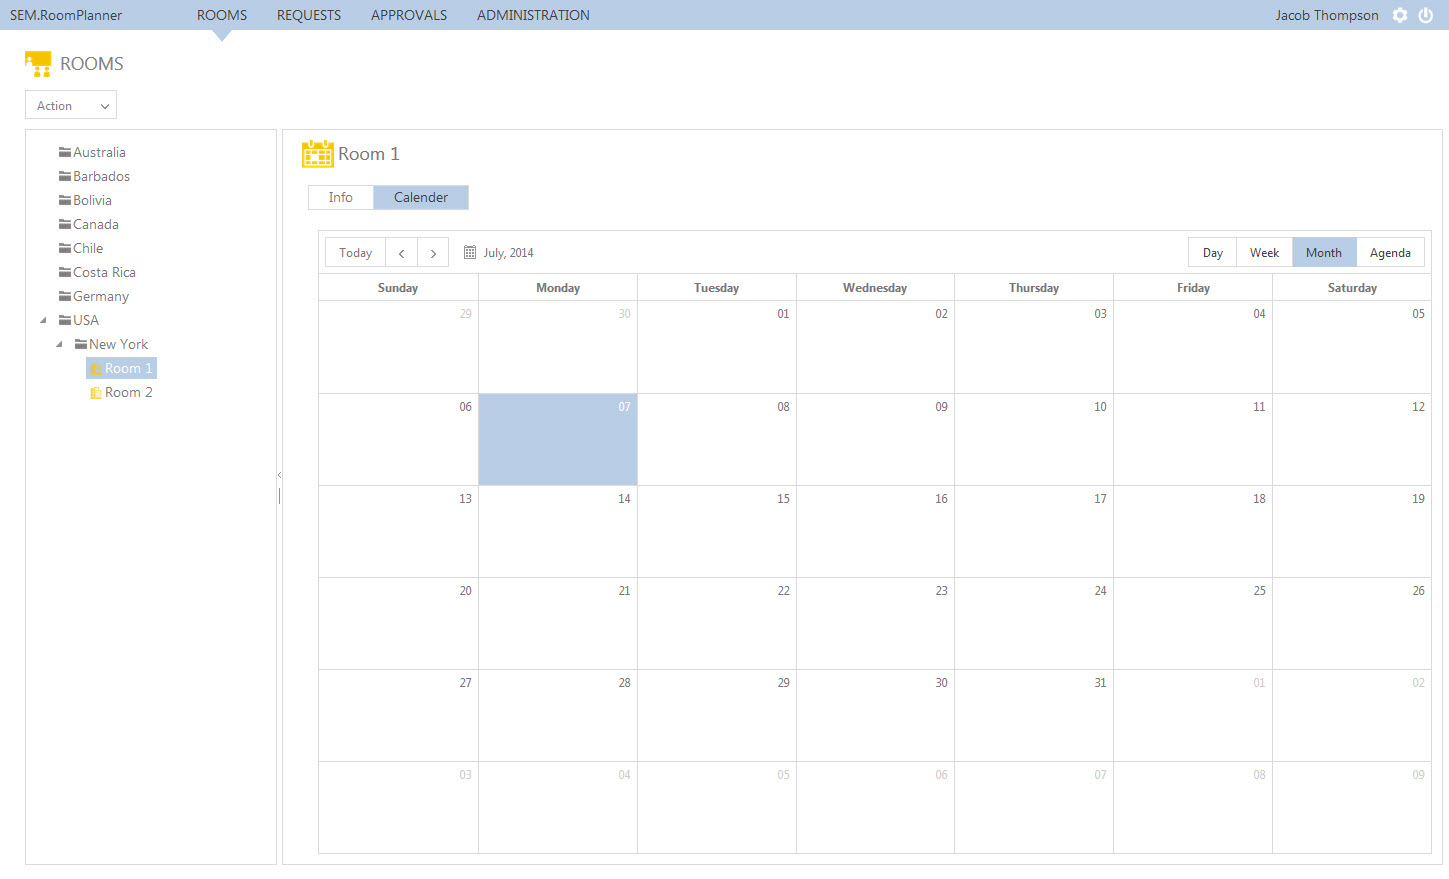 SEM.RoomPlanner ROOMS REQUESTS APPROVALS ADMINISTRATION Jacob Thompson
ROOMS
Action
Australia
Barbados
Bolivia
Canada
Chile
Costa Rica
Germany
USA
New York
Room 1
Room 2
Room 1
Info Calender
Today July, 2014 Day Week Month Agenda
Sunday Monday Tuesday Wednesday Thursday Friday Saturday
29 30 01 02 03 04 05
06 07 08 09 10 11 12
13 14 15 16 17 18 19
20 21 22 23 24 25 26
27 28 29 30 31 01 02
03 04 05 06 07 08 09